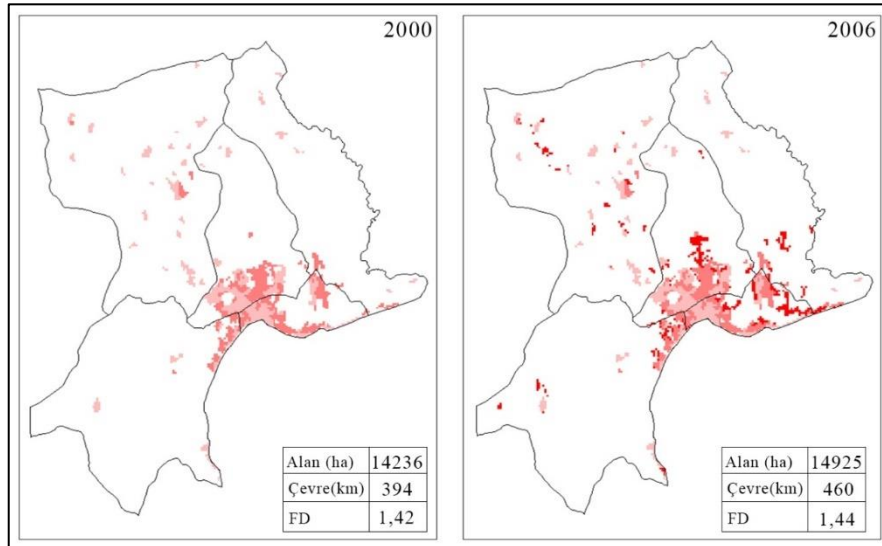 2000
Alan (ha) 14236
Çevre(km) 394
FD 1,42
2006
Alan (ha) 14925
Çevre(km) 460
FD 1,44